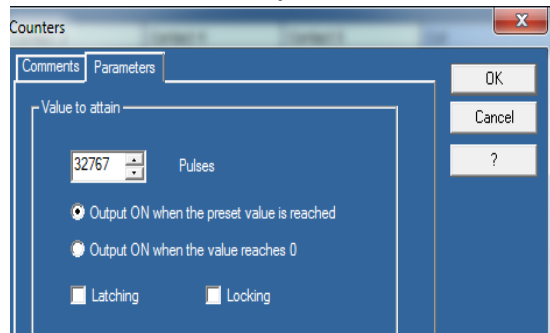 Counters
X
Comments Parameters
OK
Value to attain
Cancel
32767 Pulses
?
Output ON when the preset value is reached
Output ON when the value reaches 0
Latching Locking